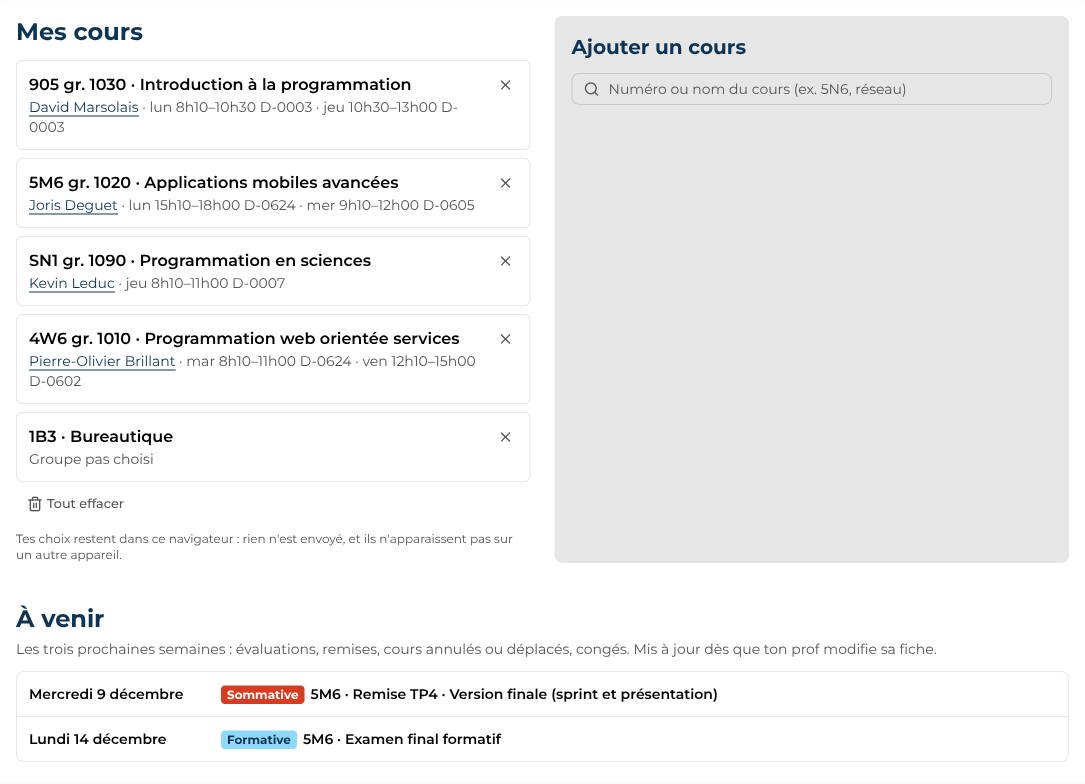 Mes cours
905 gr. 1030 · Introduction à la programmation
David Marsolais · lun 8h10–10h30 D-0003 · jeu 10h30–13h00 D-
0003
5M6 gr. 1020 · Applications mobiles avancées
Joris Deguet · lun 15h10–18h00 D-0624 · mer 9h10–12h00 D-0605
SN1 gr. 1090 · Programmation en sciences
Kevin Leduc · jeu 8h10–11h00 D-0007
4W6 gr. 1010 · Programmation web orientée services
Pierre-Olivier Brillant · mar 8h10–11h00 D-0624 · ven 12h10–15h00
D-0602
1B3 · Bureautique
Groupe pas choisi
Tout effacer
Tes choix restent dans ce navigateur : rien n'est envoyé, et ils n'apparaissent pas sur
un autre appareil.
Ajouter un cours
Numéro ou nom du cours (ex. 5N6, réseau)
À venir
Les trois prochaines semaines : évaluations, remises, cours annulés ou déplacés, congés. Mis à jour dès que ton prof modifie sa fiche.
Mercredi 9 décembre Sommative 5M6 · Remise TP4 · Version finale (sprint et présentation)
Lundi 14 décembre Formative 5M6 · Examen final formatif